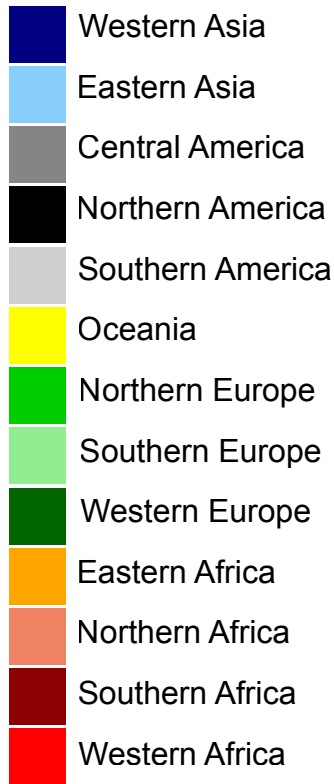 Western Asia
Eastern Asia
Central America
Northern America
Southern America
Oceania
Northern Europe
Southern Europe
Western Europe
Eastern Africa
Northern Africa
Southern Africa
Western Africa